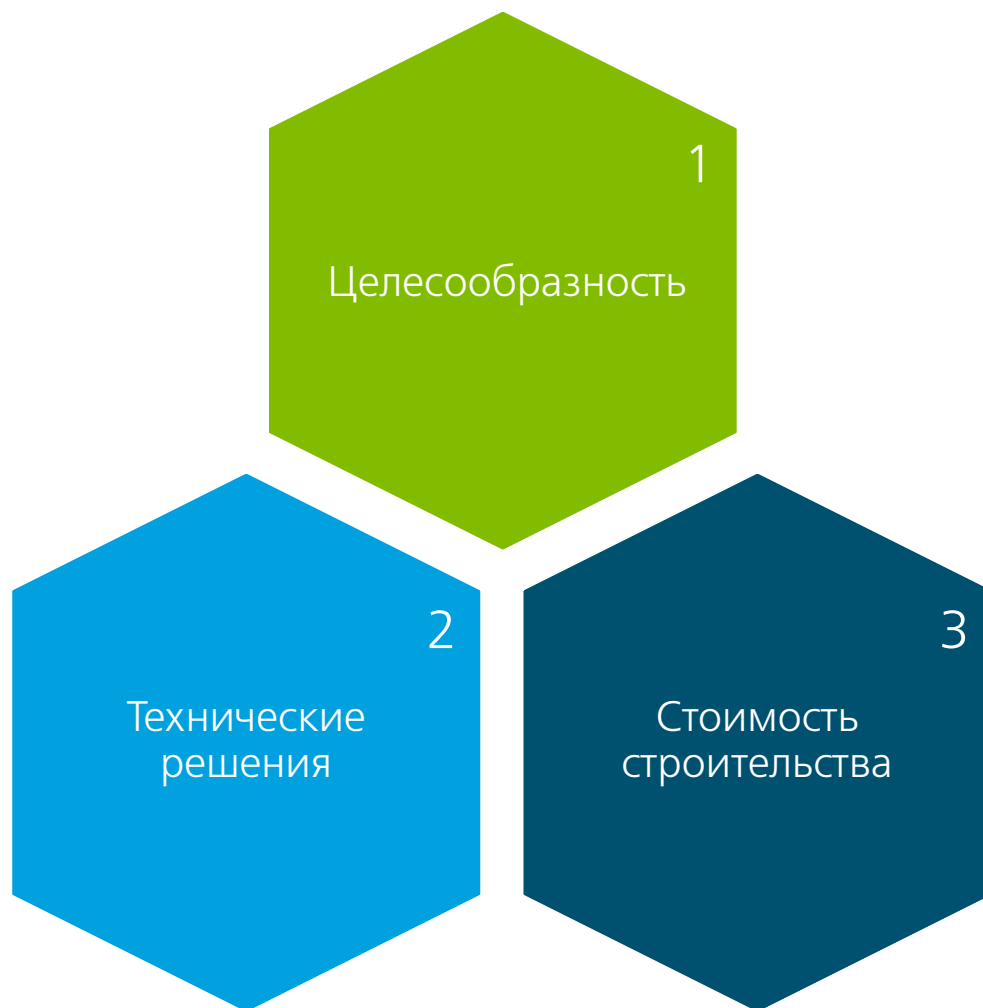 1
Целесообразность
2
Технические
решения
3
Стоимость
строительства